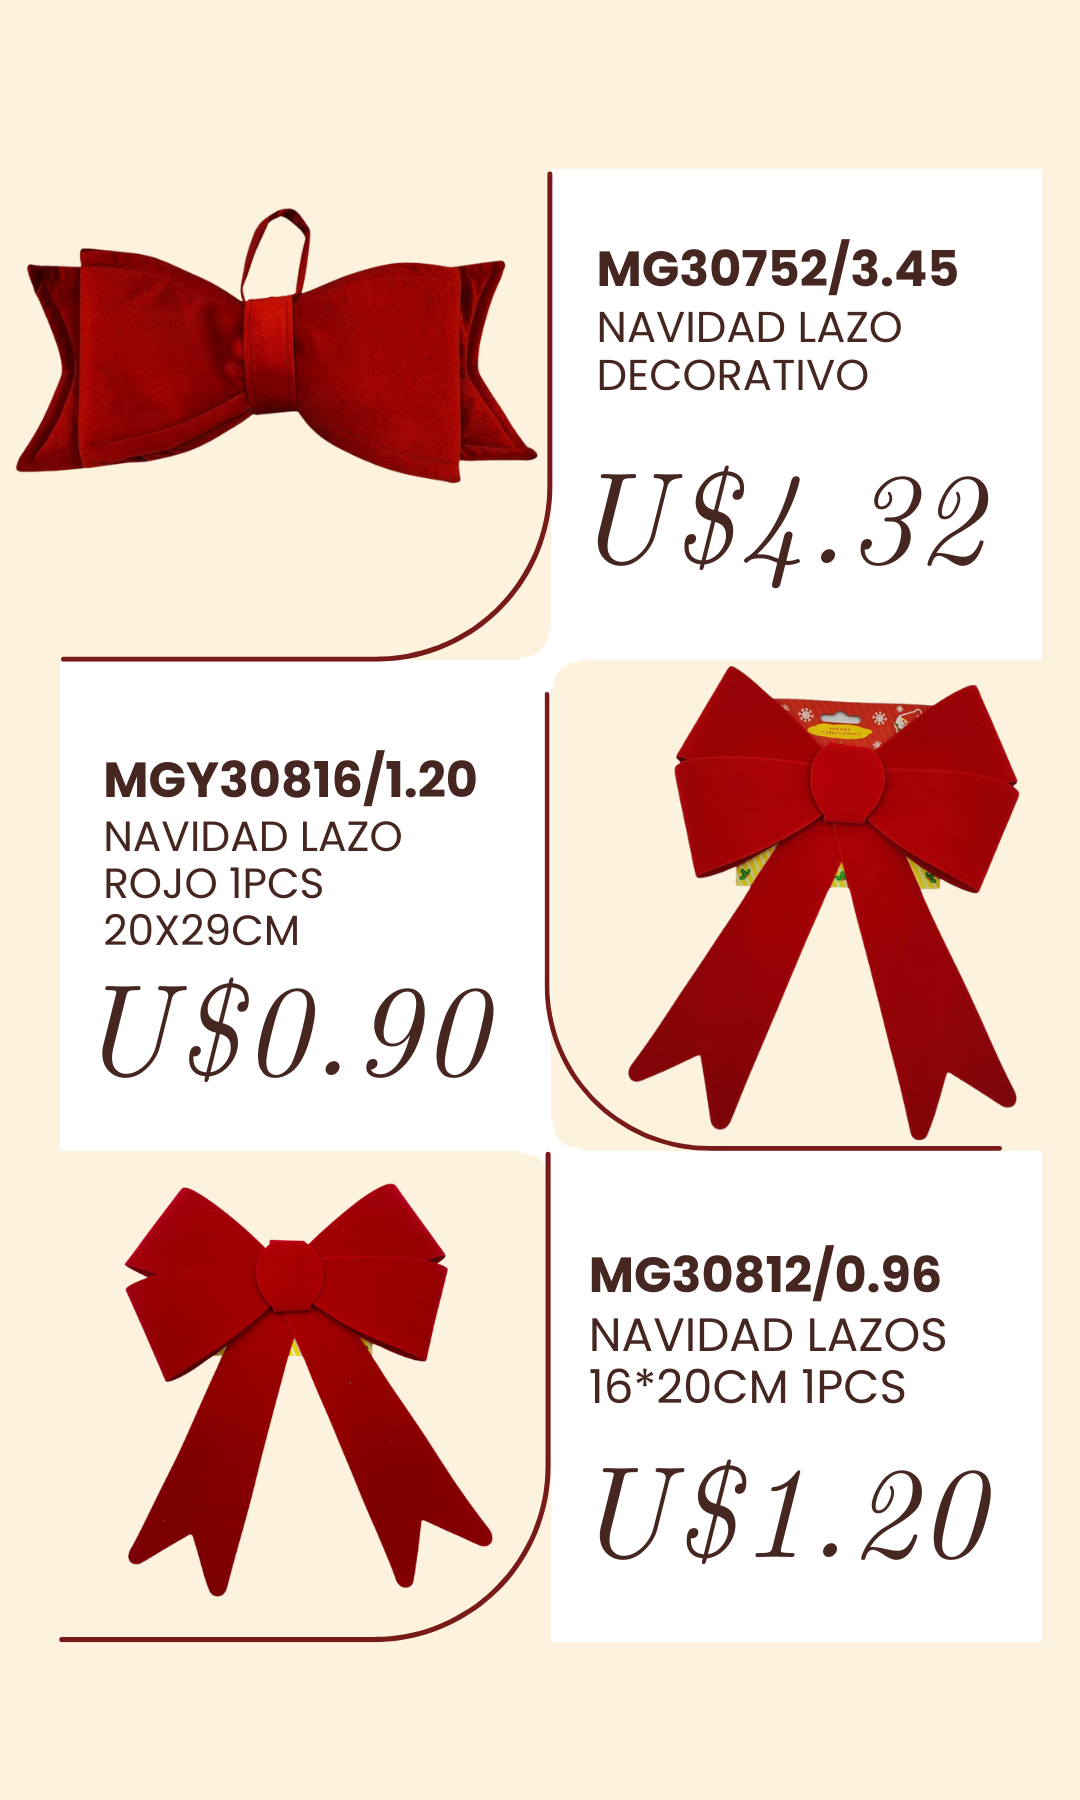 MG30752/3.45
NAVIDAD LAZO
DECORATIVO
U$4.32
MERRY
CHRISTMAS
MGY30816/1.20
NAVIDAD LAZO
ROJO 1PCS
20X29CM
U$0.90
MG30812/0.96
NAVIDAD LAZOS
16*20CM 1PCS
U$1.20